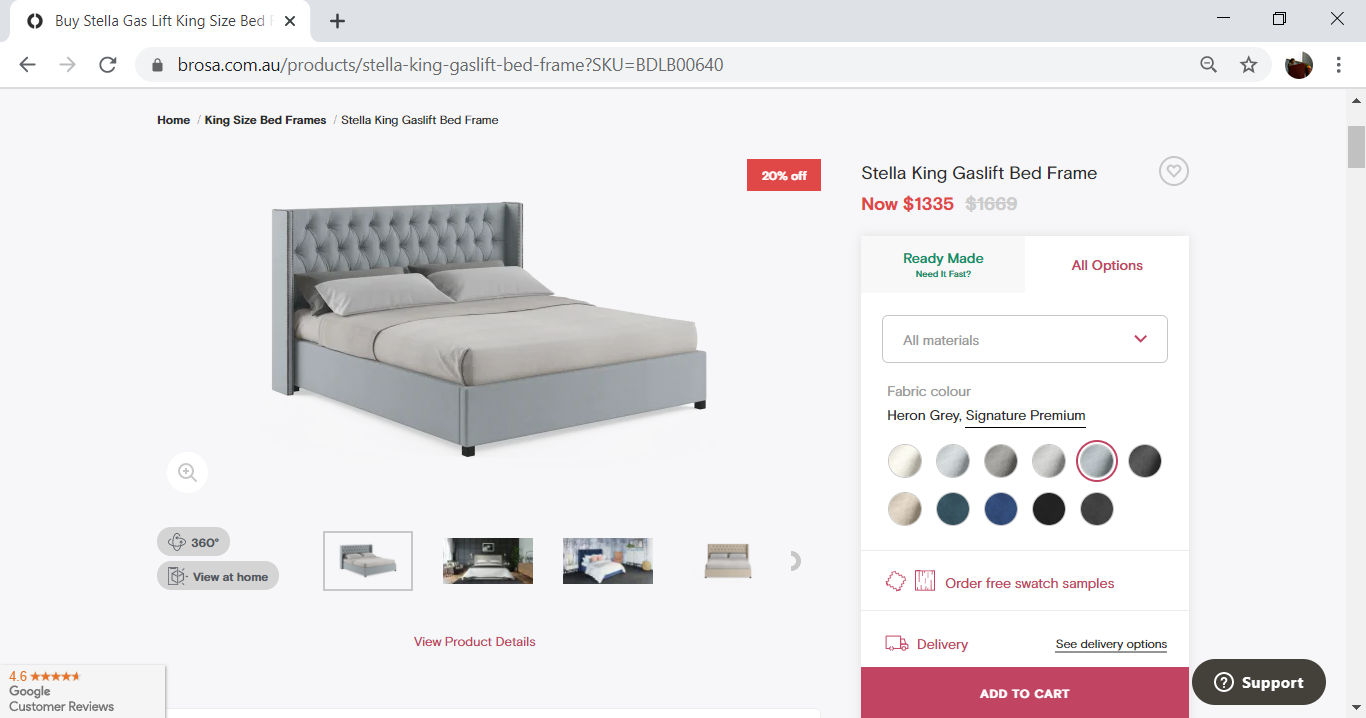 Buy Stella Gas Lift King Size Bed F
brosa.com.au/products/stella-king-gaslift-bed-frame?SKU=BDLB00640
Home / King Size Bed Frames / Stella King Gaslift Bed Frame
20% off
Stella King Gaslift Bed Frame
Now $1335 $1669
Ready Made
Need It Fast?
All Options
All materials
Fabric colour
Heron Grey, Signature Premium
360°
View at home
Order free swatch samples
View Product Details
Delivery
See delivery options
4.6
Google
Customer Reviews
ADD TO CART
Support